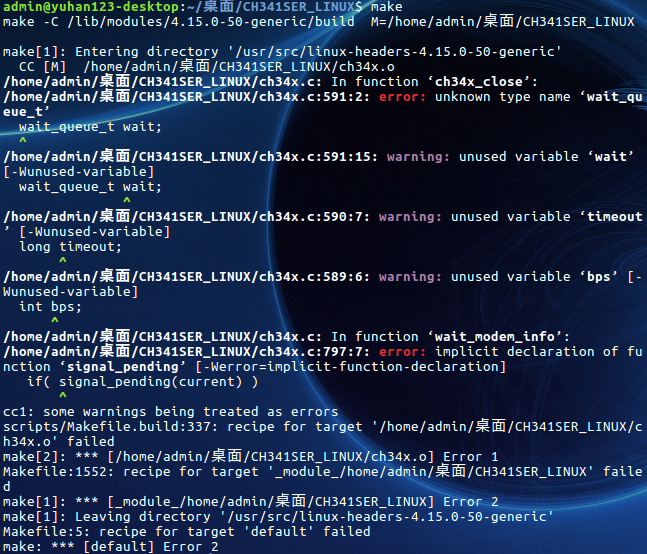 admin@yuhan123-desktop:~/桌面/CH341SER_LINUX$ make
make -C /lib/modules/4.15.0-50-generic/build  M=/home/admin/桌面/CH341SER_LINUX
make[1]: Entering directory '/usr/src/linux-headers-4.15.0-50-generic'
  CC [M]  /home/admin/桌面/CH341SER_LINUX/ch34x.o
/home/admin/桌面/CH341SER_LINUX/ch34x.c: In function ‘ch34x_close’:
/home/admin/桌面/CH341SER_LINUX/ch34x.c:591:2: error: unknown type name ‘wait_qu
eue_t’
  wait_queue_t wait;
  ^
/home/admin/桌面/CH341SER_LINUX/ch34x.c:591:15: warning: unused variable ‘wait’
[-Wunused-variable]
  wait_queue_t wait;
               ^
/home/admin/桌面/CH341SER_LINUX/ch34x.c:590:7: warning: unused variable ‘timeout
’ [-Wunused-variable]
  long timeout;
       ^
/home/admin/桌面/CH341SER_LINUX/ch34x.c:589:6: warning: unused variable ‘bps’ [-
Wunused-variable]
  int bps;
      ^
/home/admin/桌面/CH341SER_LINUX/ch34x.c: In function ‘wait_modem_info’:
/home/admin/桌面/CH341SER_LINUX/ch34x.c:797:7: error: implicit declaration of fu
nction ‘signal_pending’ [-Werror=implicit-function-declaration]
   if( signal_pending(current) )
       ^
cc1: some warnings being treated as errors
scripts/Makefile.build:337: recipe for target '/home/admin/桌面/CH341SER_LINUX/c
h34x.o' failed
make[2]: *** [/home/admin/桌面/CH341SER_LINUX/ch34x.o] Error 1
Makefile:1552: recipe for target '_module_/home/admin/桌面/CH341SER_LINUX' faile
d
make[1]: *** [_module_/home/admin/桌面/CH341SER_LINUX] Error 2
make[1]: Leaving directory '/usr/src/linux-headers-4.15.0-50-generic'
Makefile:5: recipe for target 'default' failed
make: *** [default] Error 2